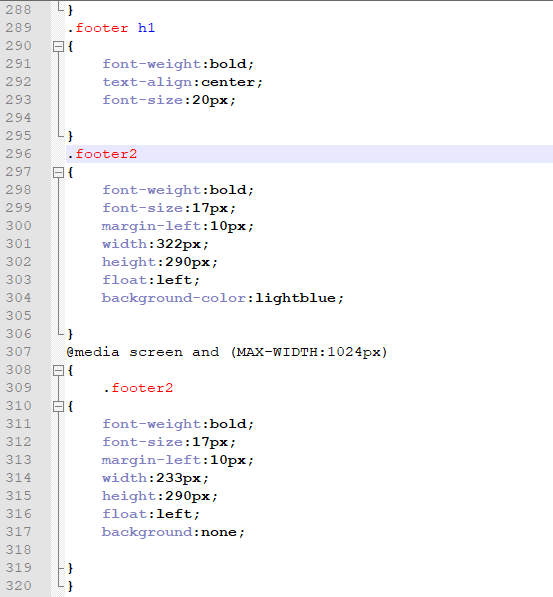 288 }
289 .footer h1
290 {
291 font-weight:bold;
292 text-align:center;
293 font-size:20px;
294
295 }
296 .footer2
297 {
298 font-weight:bold;
299 font-size:17px;
300 margin-left:10px;
301 width:322px;
302 height:290px;
303 float:left;
304 background-color:lightblue;
305
306 }
307 @media screen and (MAX-WIDTH:1024px)
308 {
309 .footer2
310 {
311 font-weight:bold;
312 font-size:17px;
313 margin-left:10px;
314 width:233px;
315 height:290px;
316 float:left;
317 background:none;
318
319 }
320 }